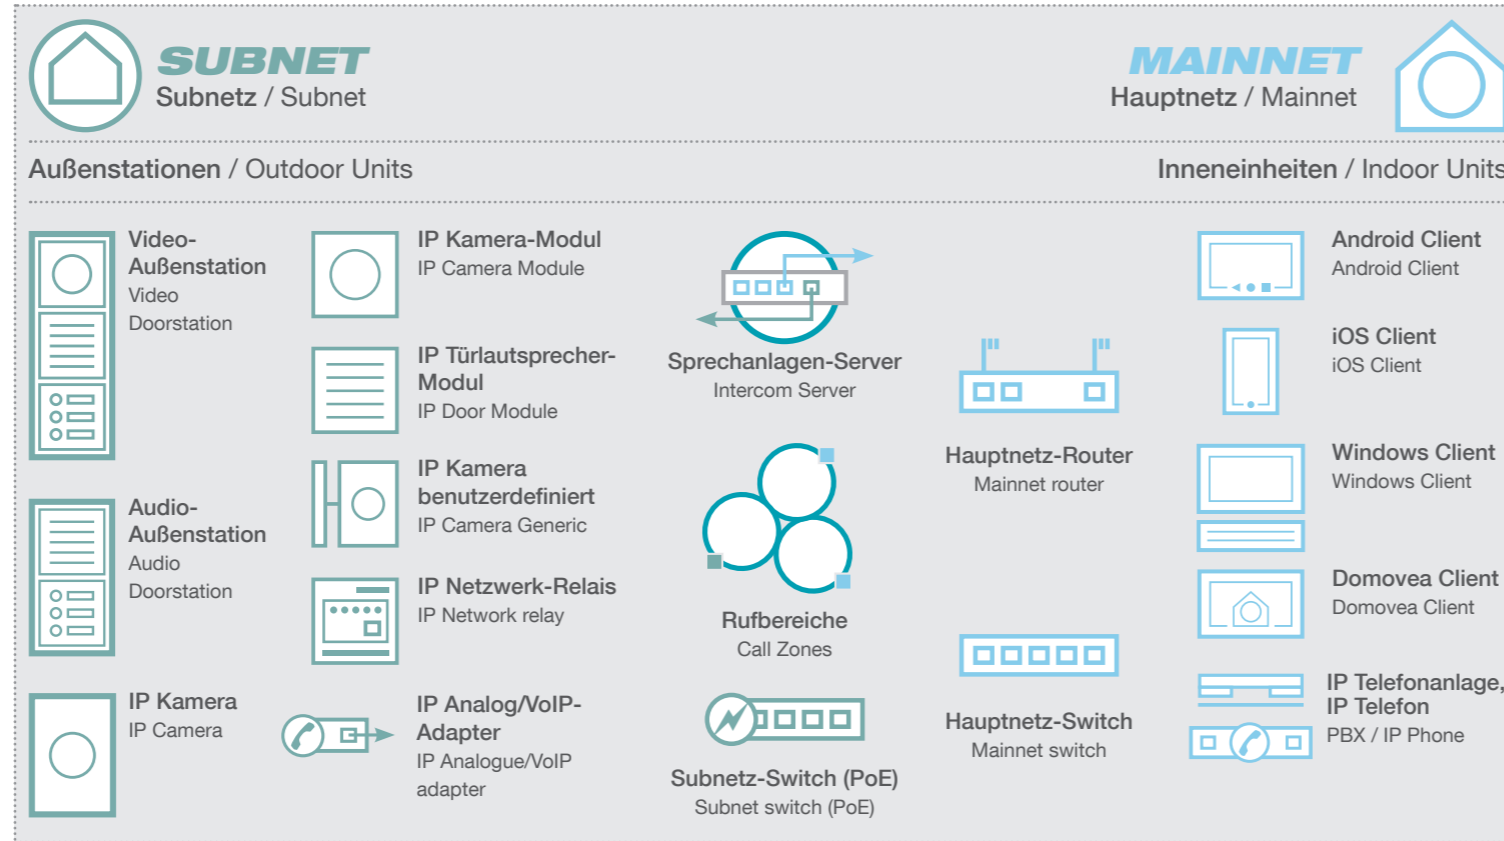 SUBNET
Subnetz / Subnet
MAINNET
Hauptnetz / Mainnet
Außenstationen / Outdoor Units
Inneneinheiten / Indoor Units
Video-
Außenstation
Video
Doorstation
Audio-
Außenstation
Audio
Doorstation
IP Kamera
IP Camera
IP Kamera-Modul
IP Camera Module
IP Türlautsprecher-
Modul
IP Door Module
IP Kamera
benutzerdefiniert
IP Camera Generic
IP Netzwerk-Relais
IP Network relay
IP Analog/VoIP-
Adapter
IP Analogue/VoIP
adapter
Sprechanlagen-Server
Intercom Server
Rufbereiche
Call Zones
Subnetz-Switch (PoE)
Subnet switch (PoE)
Hauptnetz-Router
Mainnet router
Hauptnetz-Switch
Mainnet switch
Android Client
Android Client
iOS Client
iOS Client
Windows Client
Windows Client
Domovea Client
Domovea Client
IP Telefonanlage,
IP Telefon
PBX / IP Phone